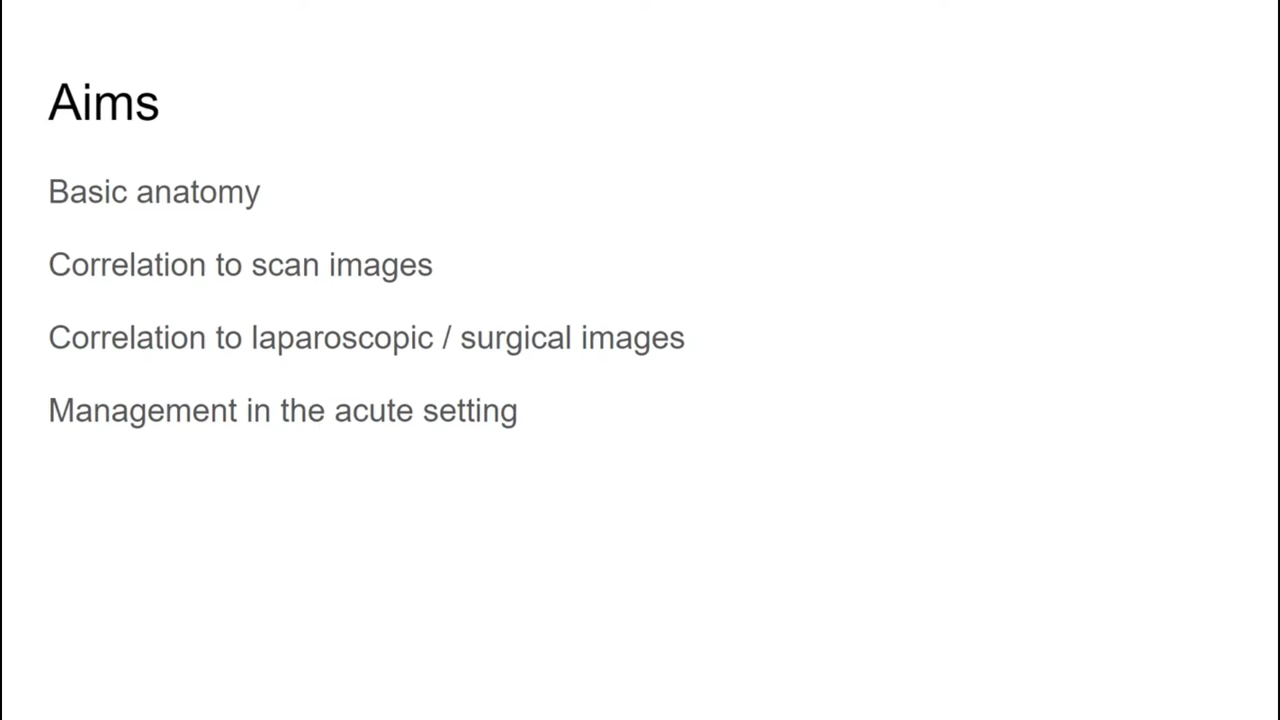 Aims
Basic anatomy
Correlation to scan images
Correlation to laparoscopic / surgical images
Management in the acute setting